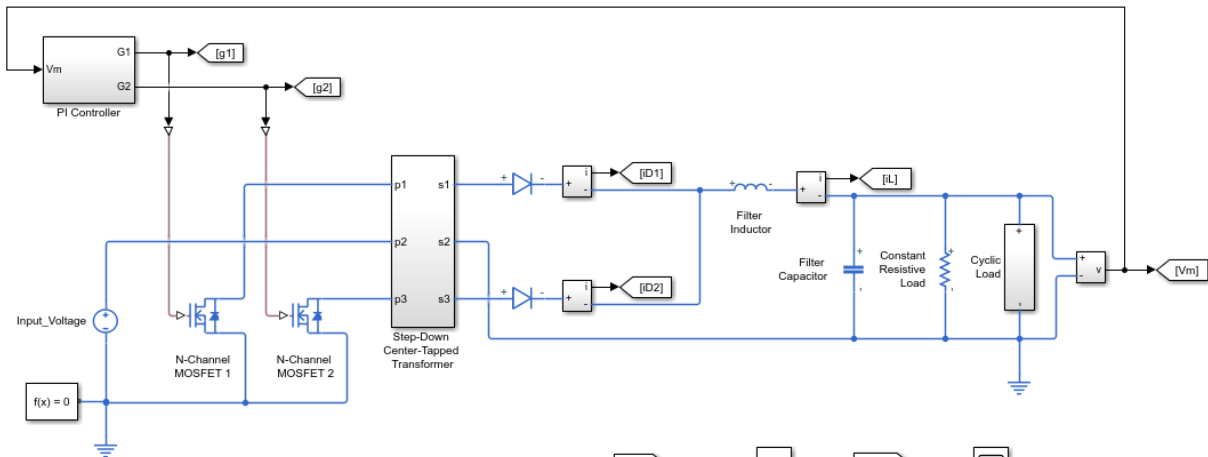 G1
[g1]
Vm
G2
[g2]
PI Controller
i
[iD1]
i
[iL]
p1
s1
+
-
+
-
+
-
+
-
Filter
Inductor
p2
s2
+
+
+
+
Filter
Capacitor
Constant
Resistive
Load
Cyclic
Load
-
v
[Vm]
i
[iD2]
p3
s3
+
-
+
-
Input_Voltage
+
-
N-Channel
MOSFET 1
N-Channel
MOSFET 2
Step-Down
Center-Tapped
Transformer
f(x) = 0